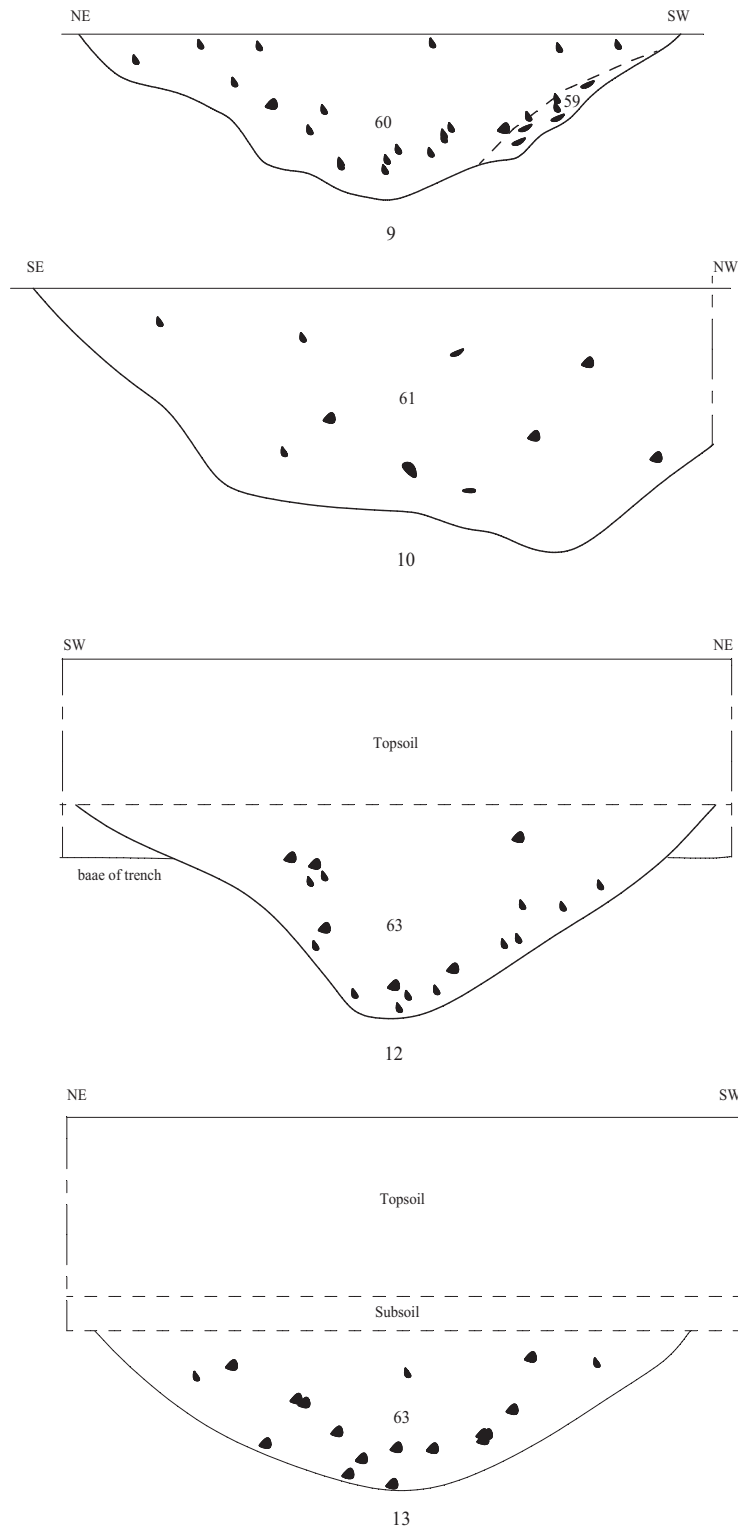 NE SW
60
59
9
SE NW
61
10
SW NE
Topsoil
baae of trench
63
12
NE SW
Topsoil
Subsoil
63
13